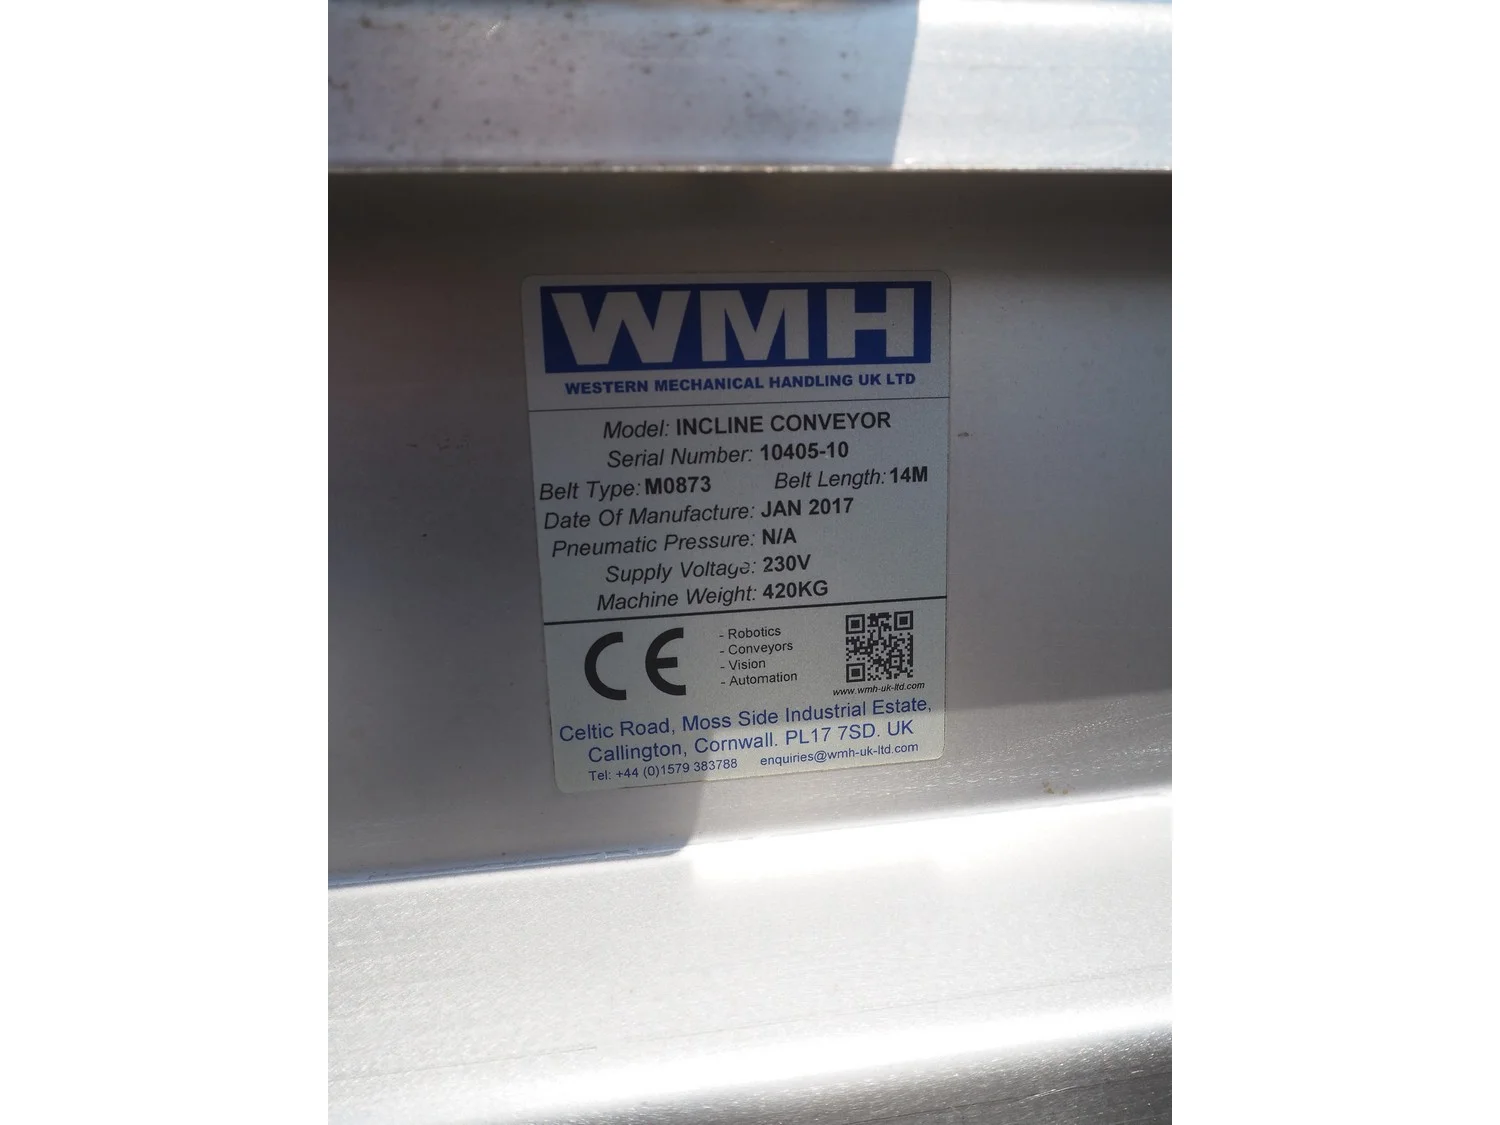 WMH
WESTERN MECHANICAL HANDLING UK LTD
Model: INCLINE CONVEYOR
Serial Number: 10405-10
Belt Type: M0873 Belt Length: 14M
Date Of Manufacture: JAN 2017
Pneumatic Pressure: N/A
Supply Voltage: 230V
Machine Weight: 420KG
CE
- Robotics
- Conveyors
- Vision
- Automation
www.wmh-uk-ltd.com
Celtic Road, Moss Side Industrial Estate,
Callington, Cornwall. PL17 7SD. UK
Tel: +44 (0)1579 383788 enquiries@wmh-uk-ltd.com